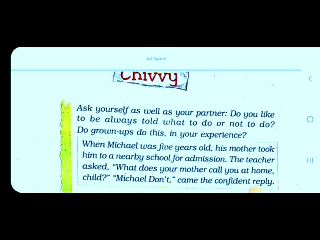 Ad Space
Chivvy
Ask yourself as well as your partner: Do you like
to be always told what to do or not to do?
Do grown-ups do this, in your experience?
When Michael was five years old, his mother took
him to a nearby school for admission. The teacher
asked, "What does your mother call you at home,
child?" "Michael Don't," came the confident reply.